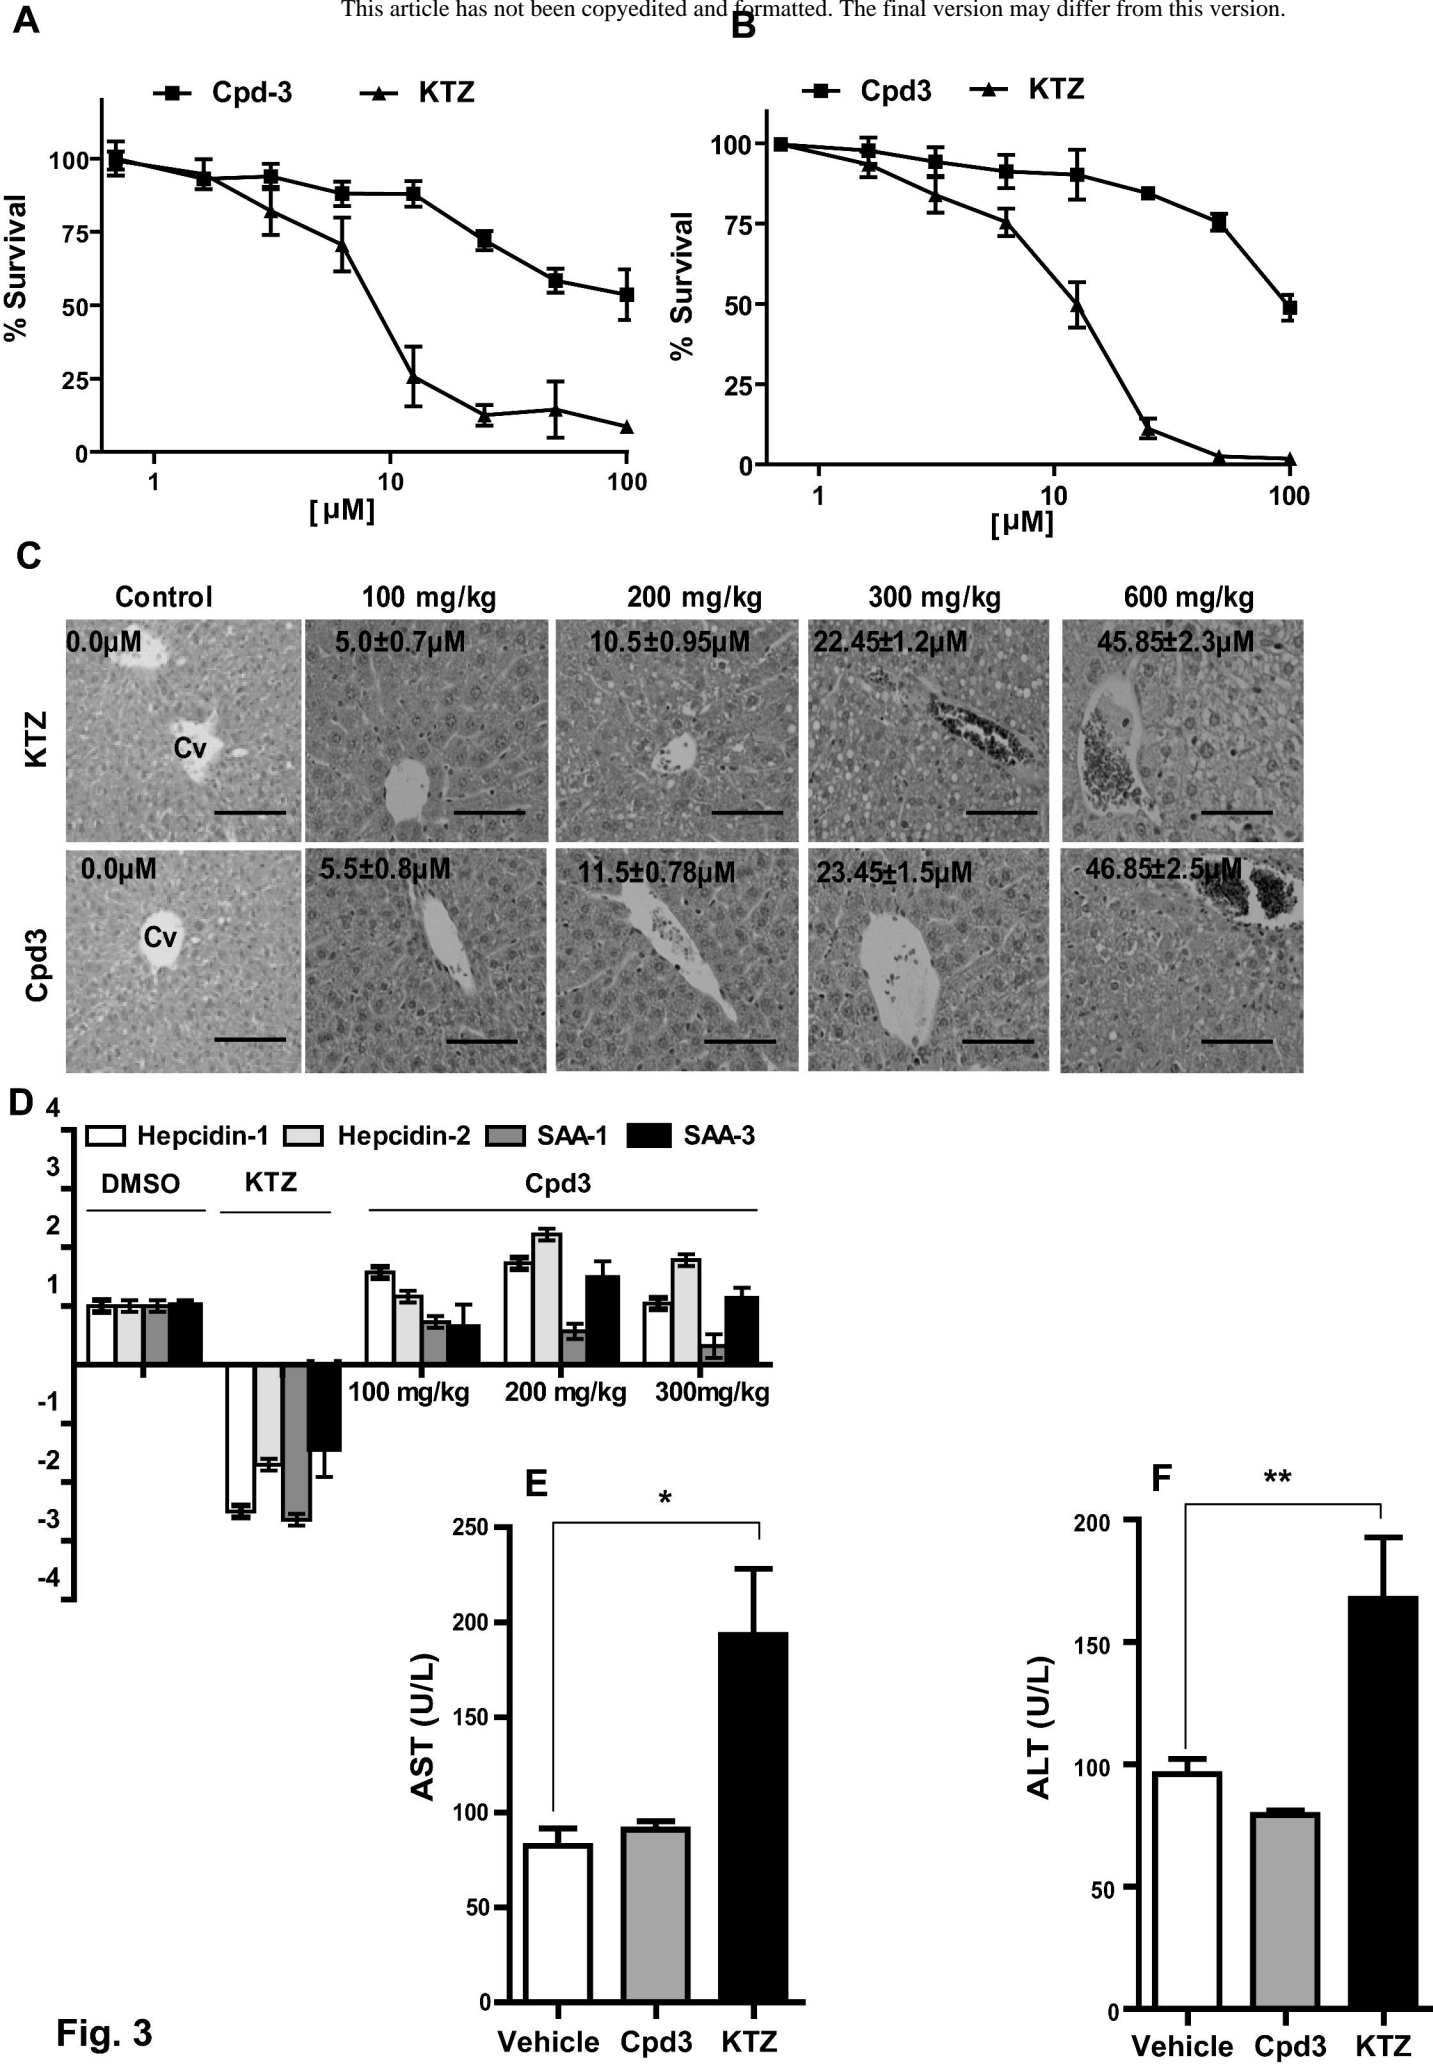 This article has not been copyedited and formatted. The final version may differ from this version.
A
B
Cpd-3 KTZ
Cpd3 KTZ
100
75
50
25
0
% Survival
1 10 100
[µM]
100
75
50
25
0
% Survival
1 10 100
[µM]
C
Control 100 mg/kg 200 mg/kg 300 mg/kg 600 mg/kg
KTZ
0.0µM 5.0±0.7µM 10.5±0.95µM 22.45±1.2µM 45.85±2.3µM
Cv
Cpd3
0.0µM 5.5±0.8µM 11.5±0.78µM 23.45±1.5µM 46.85±2.5µM
Cv
D
4
3
2
1
-1
-2
-3
-4
Hepcidin-1 Hepcidin-2 SAA-1 SAA-3
DMSO KTZ Cpd3
100 mg/kg 200 mg/kg 300mg/kg
E
*
250
200
150
100
50
0
AST (U/L)
Vehicle Cpd3 KTZ
F
**
200
150
100
50
0
ALT (U/L)
Vehicle Cpd3 KTZ
Fig. 3